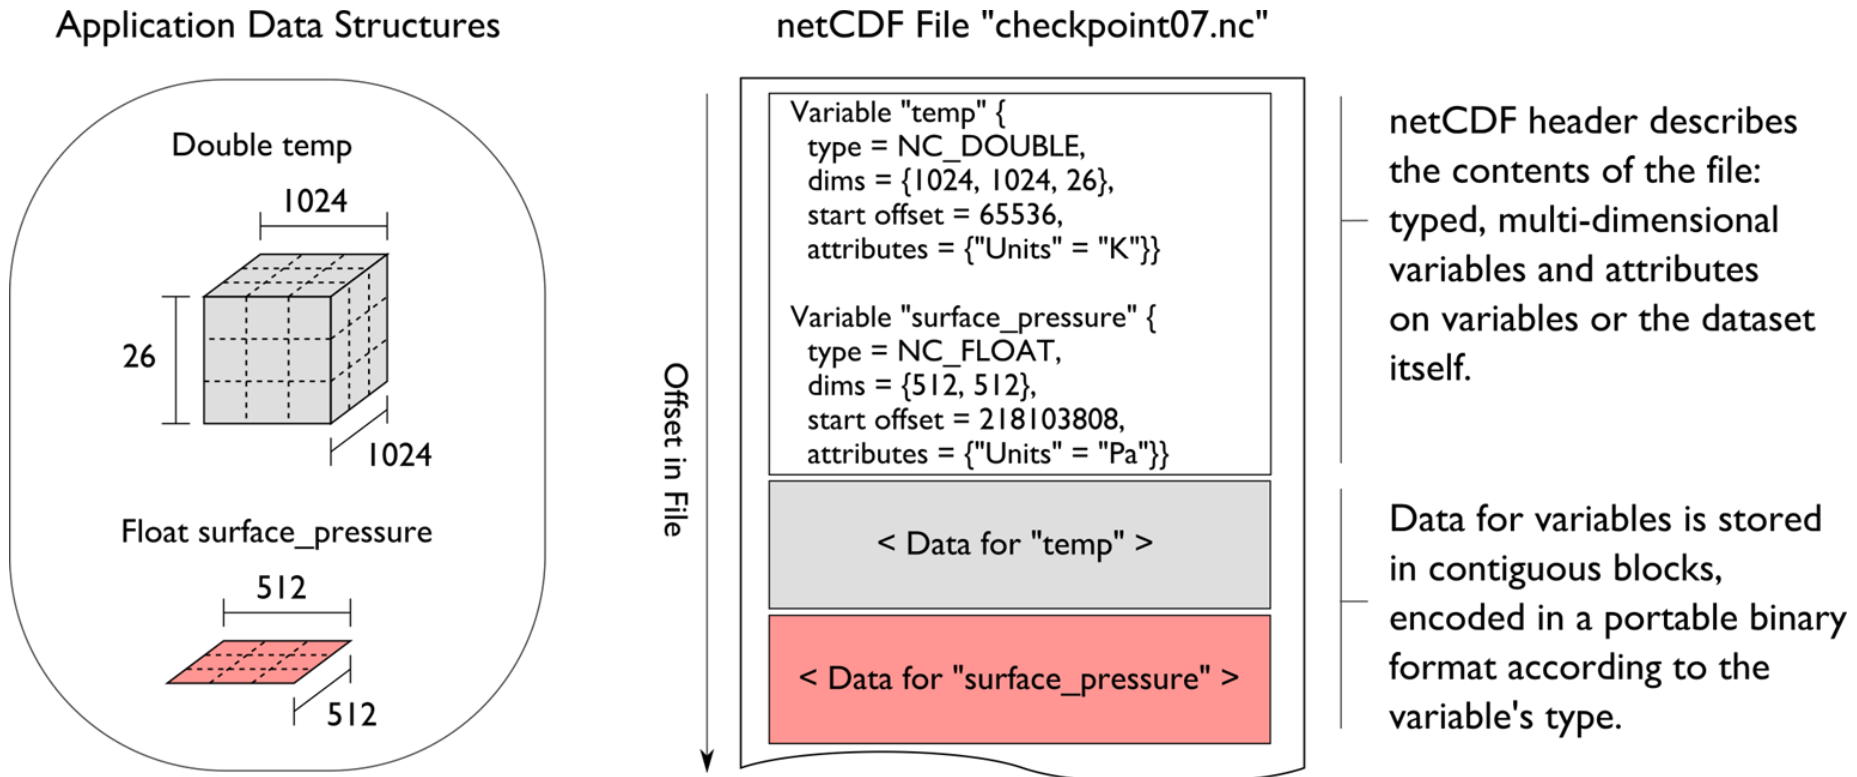 Application Data Structures
Double temp
1024
26
1024
Float surface_pressure
512
512
netCDF File "checkpoint07.nc"
Offset in File
Variable "temp" {
type = NC_DOUBLE,
dims = {1024, 1024, 26},
start offset = 65536,
attributes = {"Units" = "K"}}
Variable "surface_pressure" {
type = NC_FLOAT,
dims = {512, 512},
start offset = 218103808,
attributes = {"Units" = "Pa"}}
< Data for "temp" >
< Data for "surface_pressure" >
netCDF header describes
the contents of the file:
typed, multi-dimensional
variables and attributes
on variables or the dataset
itself.
Data for variables is stored
in contiguous blocks,
encoded in a portable binary
format according to the
variable's type.